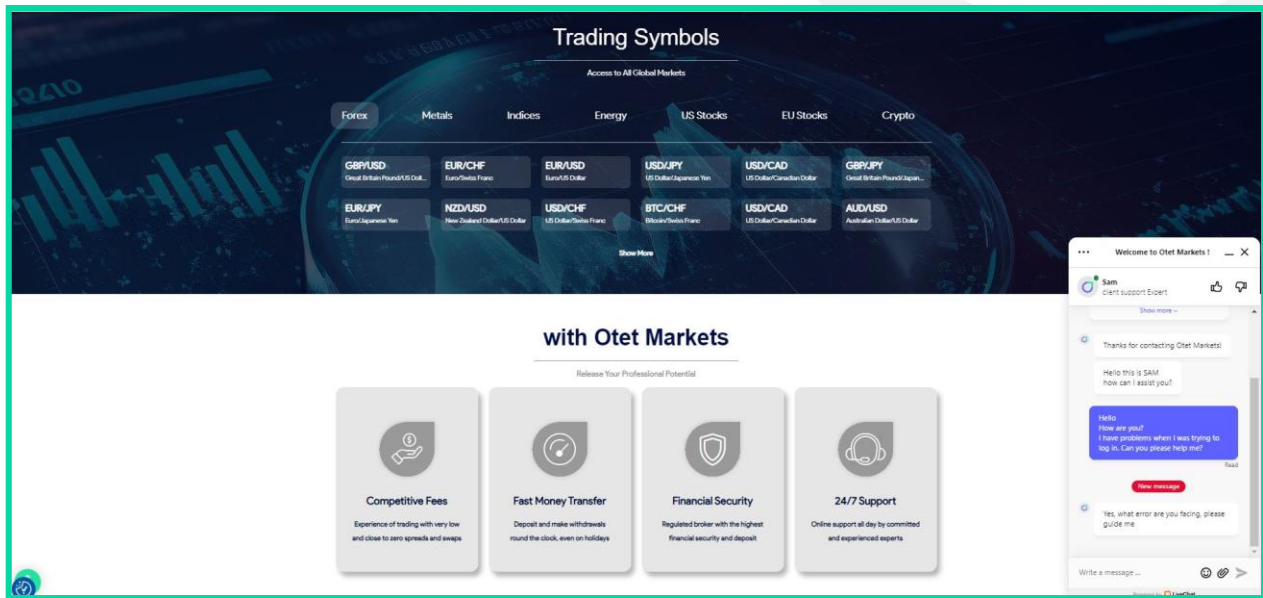 Trading Symbols
Access to All Global Markets
Forex Metals Indices Energy US Stocks EU Stocks Crypto
GBP/USD EUR/CHF EUR/USD USD/JPY USD/CAD GBP/JPY
Great Britain Pound/US Doll... Euro/Swiss Franc Euro/US Dollar US Dollar/Japanese Yen US Dollar/Canadian Dollar Great Britain Pound/Japan...
EUR/JPY NZD/USD USD/CHF BTC/CHF USD/CAD AUD/USD
Euro/Japanese Yen New Zealand Dollar/US Dollar US Dollar/Swiss Franc Bitcoin/Swiss Franc US Dollar/Canadian Dollar Australian Dollar/US Dollar
Show More
with Otet Markets
Release Your Professional Potential
Competitive Fees
Experience of trading with very low
and close to zero spreads and swaps
Fast Money Transfer
Deposit and make withdrawals
round the clock, even on holidays
Financial Security
Regulated broker with the highest
financial security and deposit
24/7 Support
Online support all day by committed
and experienced experts
Welcome to Otet Markets !
Sam
client support Expert
Show more
Thanks for contacting Otet Markets!
Hello this is SAM
how can I assist you?
Hello
How are you?
I have problems when I was trying to
log in. Can you please help me?
Read
New message
Yes, what error are you facing, please
guide me
Write a message ...
Powered by LiveChat